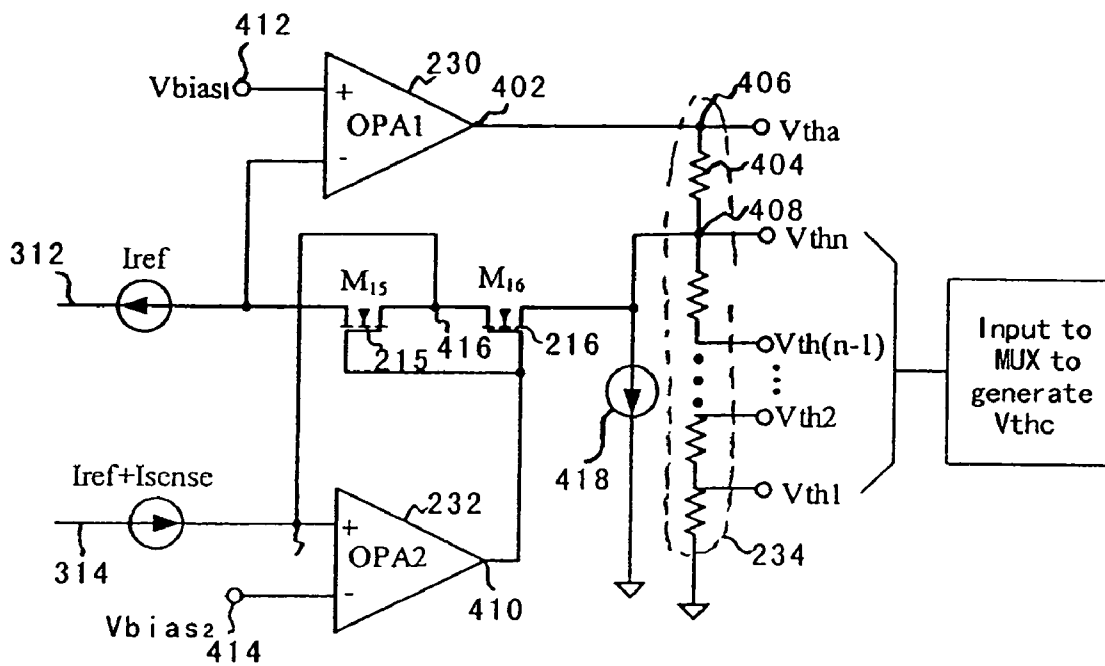 412
230
Vbias1
+
402
OPA1
-
406
Vtha
404
408
Vthn
312
Iref
M15
M16
416
215
216
Vth(n-1)
Vth2
418
Vth1
Input to
MUX to
generate
Vthc
Iref+Isense
232
+
314
OPA2
-
410
234
Vbias2
414